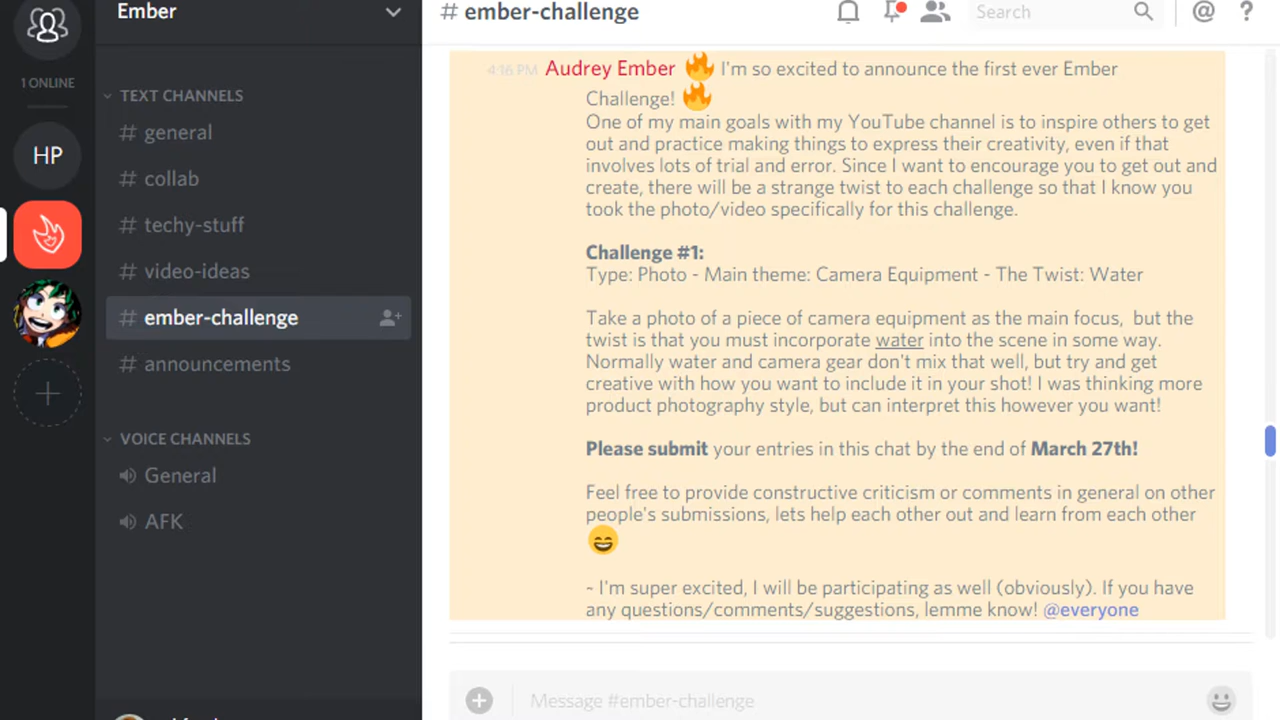 Ember
# ember-challenge
Search
@
?
1 ONLINE
HP
TEXT CHANNELS
# general
# collab
# techy-stuff
# video-ideas
# ember-challenge
# announcements
VOICE CHANNELS
General
AFK
4:16 PM Audrey Ember 🔥 I'm so excited to announce the first ever Ember
Challenge! 🔥
One of my main goals with my YouTube channel is to inspire others to get
out and practice making things to express their creativity, even if that
involves lots of trial and error. Since I want to encourage you to get out and
create, there will be a strange twist to each challenge so that I know you
took the photo/video specifically for this challenge.
Challenge #1:
Type: Photo - Main theme: Camera Equipment - The Twist: Water
Take a photo of a piece of camera equipment as the main focus, but the
twist is that you must incorporate water into the scene in some way.
Normally water and camera gear don't mix that well, but try and get
creative with how you want to include it in your shot! I was thinking more
product photography style, but can interpret this however you want!
Please submit your entries in this chat by the end of March 27th!
Feel free to provide constructive criticism or comments in general on other
people's submissions, lets help each other out and learn from each other
😄
~ I'm super excited, I will be participating as well (obviously). If you have
any questions/comments/suggestions, lemme know! @everyone
Message #ember-challenge